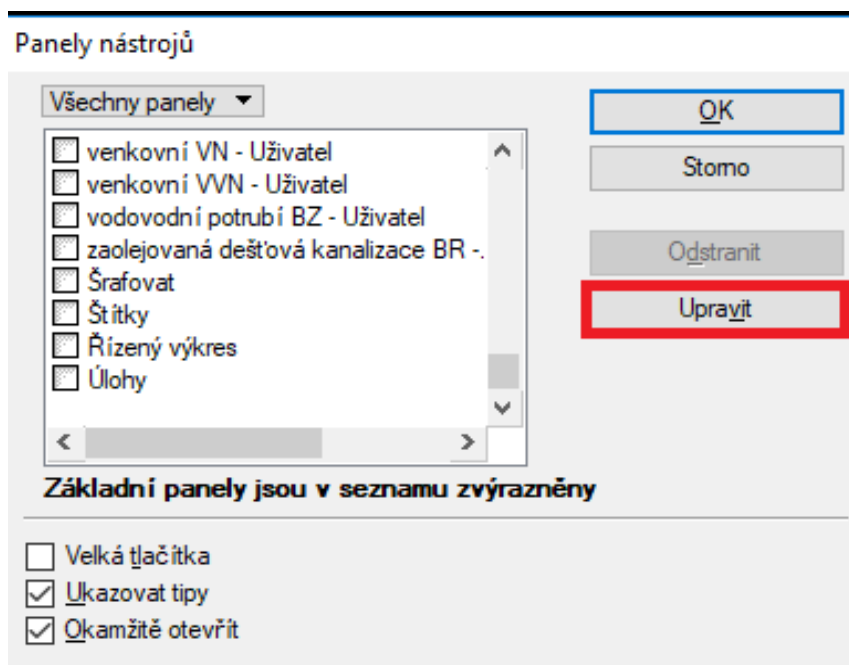 Panely nástrojů
Všechny panely
venkovní VN - Uživatel
venkovní VVN - Uživatel
vodovodní potrubí BZ - Uživatel
zaolejovaná dešťová kanalizace BR -.
Šrafovat
Štítky
Řízený výkres
Úlohy
Základní panely jsou v seznamu zvýrazněny
OK
Storno
Odstranit
Upravit
Velká tlačítka
Ukazovat tipy
Okamžitě otevřít